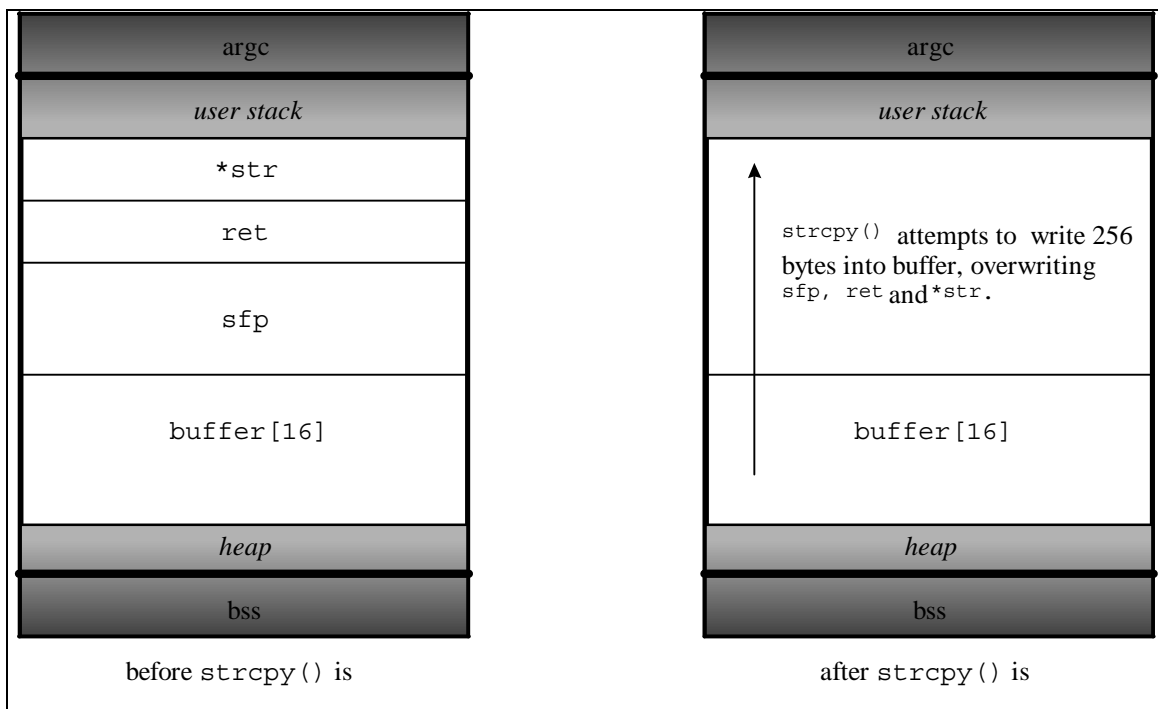 argc
user stack
*str
ret
sfp
buffer[16]
heap
bss
before strcpy() is
argc
user stack
strcpy() attempts to write 256
bytes into buffer, overwriting
sfp, ret and *str.
buffer[16]
heap
bss
after strcpy() is